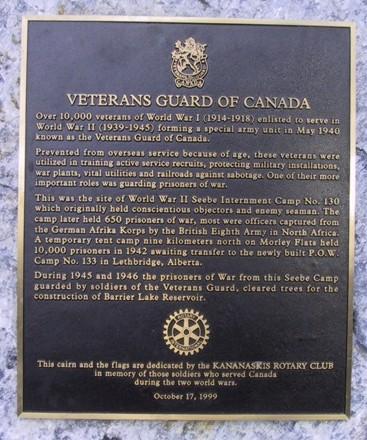 VETERANS GUARD OF CANADA
Over 10,000 veterans of World War I (1914-1918) enlisted to serve in
World War II (1939-1945) forming a special army unit in May 1940
known as the Veterans Guard of Canada.
Prevented from overseas service because of age, these veterans were
utilized in training active service recruits, protecting military installations,
war plants, vital utilities and railroads against sabotage. One of their more
important roles was guarding prisoners of war.
This was the site of World War II Seebe Internment Camp No. 130
which originally held conscientious objectors and enemy seaman. The
camp later held 650 prisoners of war, most were officers captured from
the German Afrika Korps by the British Eighth Army in North Africa.
A temporary tent camp nine kilometers north on Morley Flats held
10,000 prisoners in 1942 awaiting transfer to the newly built P.O.W.
Camp No. 133 in Lethbridge, Alberta.
During 1945 and 1946 the prisoners of War from this Seebe Camp
guarded by soldiers of the Veterans Guard, cleared trees for the
construction of Barrier Lake Reservoir.
This cairn and the flags are dedicated by the KANANASKIS ROTARY CLUB
in memory of those soldiers who served Canada
during the two world wars.
October 17, 1999